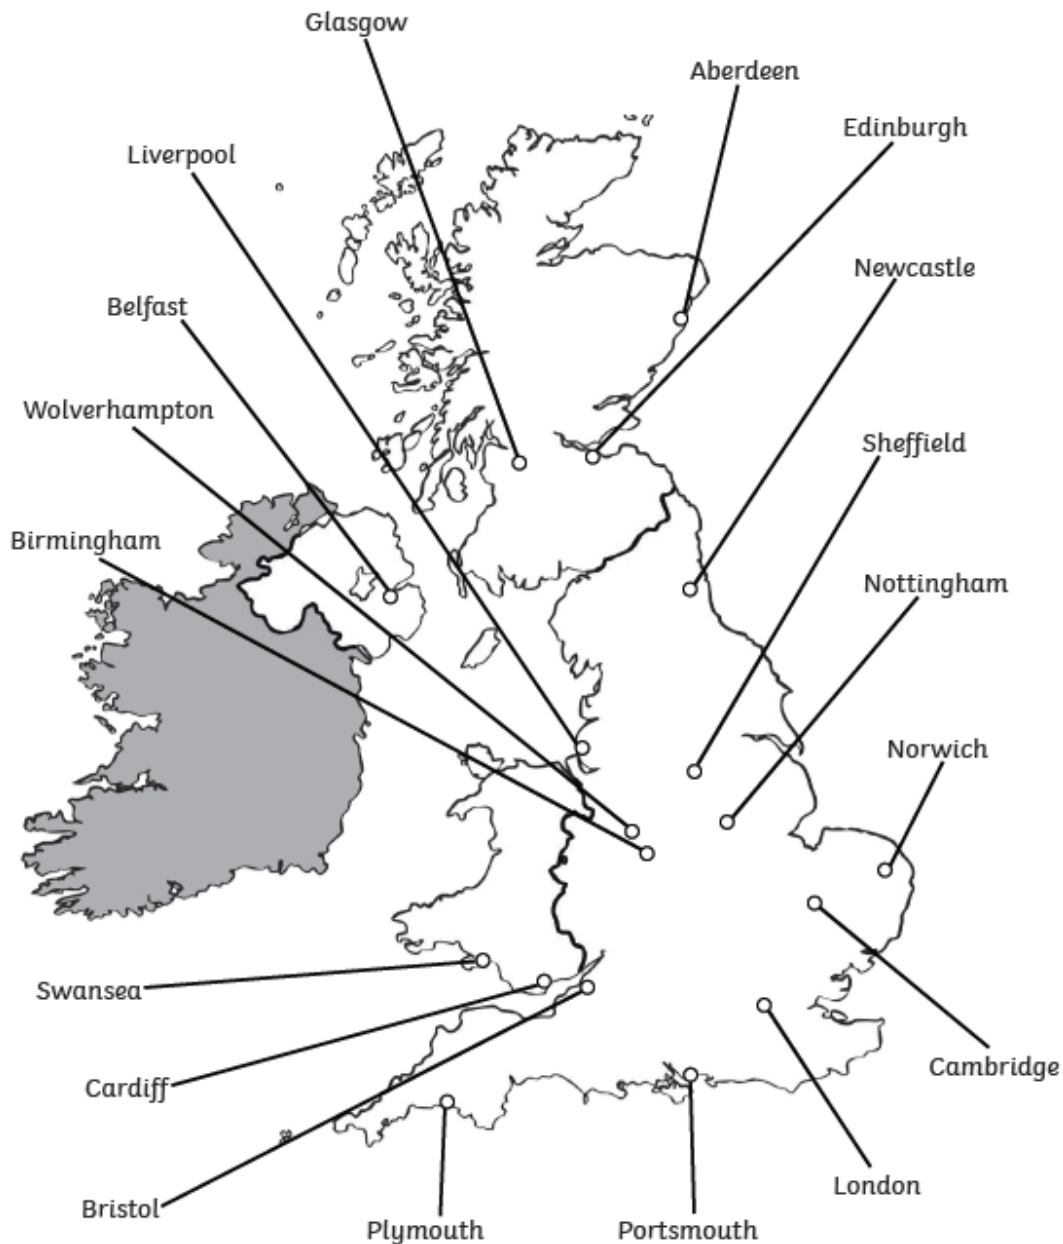 Glasgow
Aberdeen
Edinburgh
Liverpool
Newcastle
Belfast
Wolverhampton
Sheffield
Birmingham
Nottingham
Norwich
Swansea
Cambridge
Cardiff
London
Bristol
Plymouth
Portsmouth